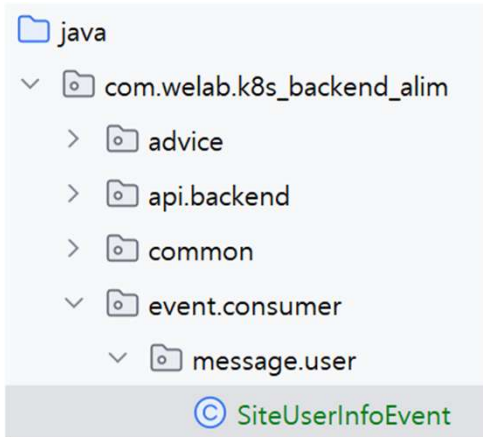 java
com.welab.k8s_backend_alim
advice
api.backend
common
event.consumer
message.user
SiteUserInfoEvent